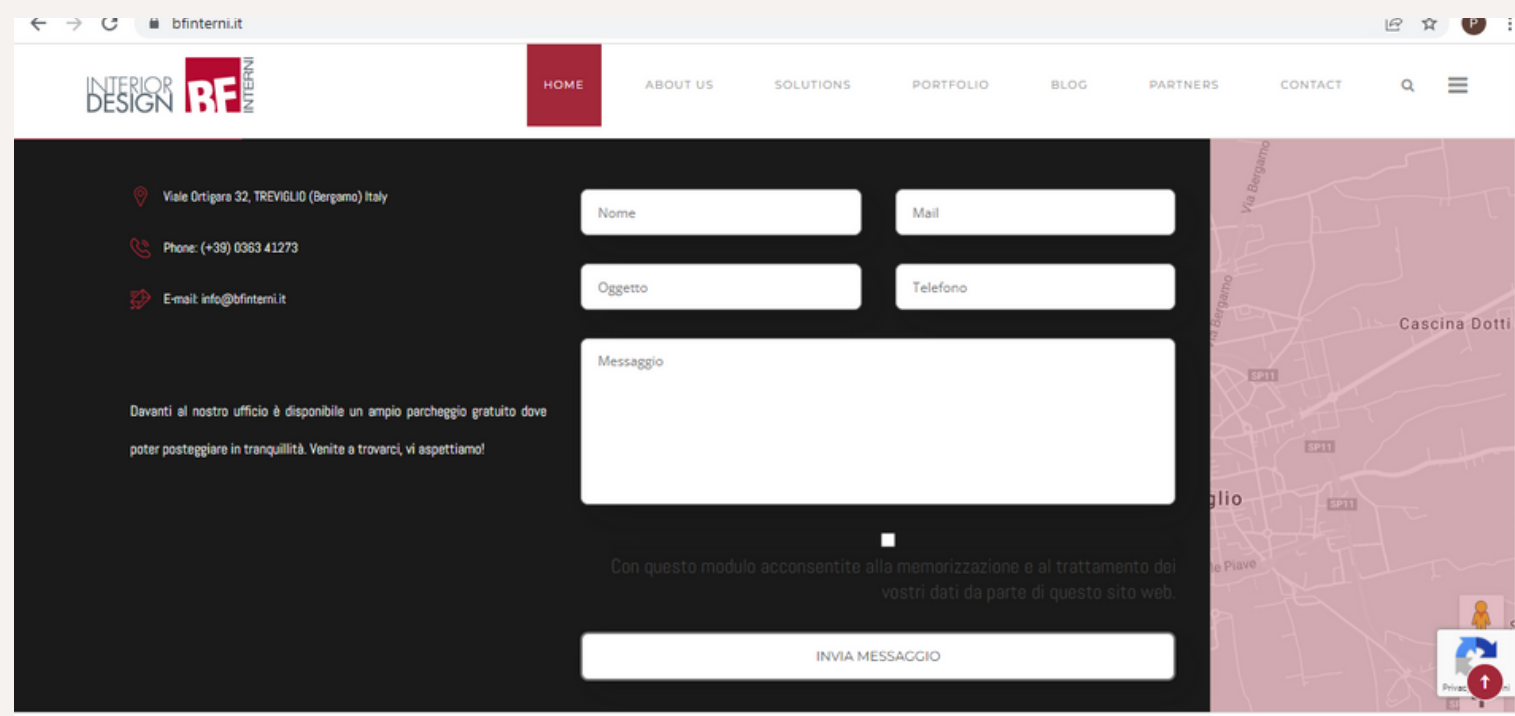 bfinterni.it
P
INTERIOR
DESIGN
BF
INTERNI
HOME ABOUT US SOLUTIONS PORTFOLIO BLOG PARTNERS CONTACT
Viale Ortigara 32, TREVIGLIO (Bergamo) Italy
Phone: (+39) 0363 41273
E-mail: info@bfinterni.it
Davanti al nostro ufficio è disponibile un ampio parcheggio gratuito dove
poter posteggiare in tranquillità. Venite a trovarci, vi aspettiamo!
Nome
Mail
Oggetto
Telefono
Messaggio
Con questo modulo acconsentite alla memorizzazione e al trattamento dei
vostri dati da parte di questo sito web.
INVIA MESSAGGIO
Via Bergamo
Via Bergamo
Cascina Dotti
SP11
SP11
SP11
glio
le Piave